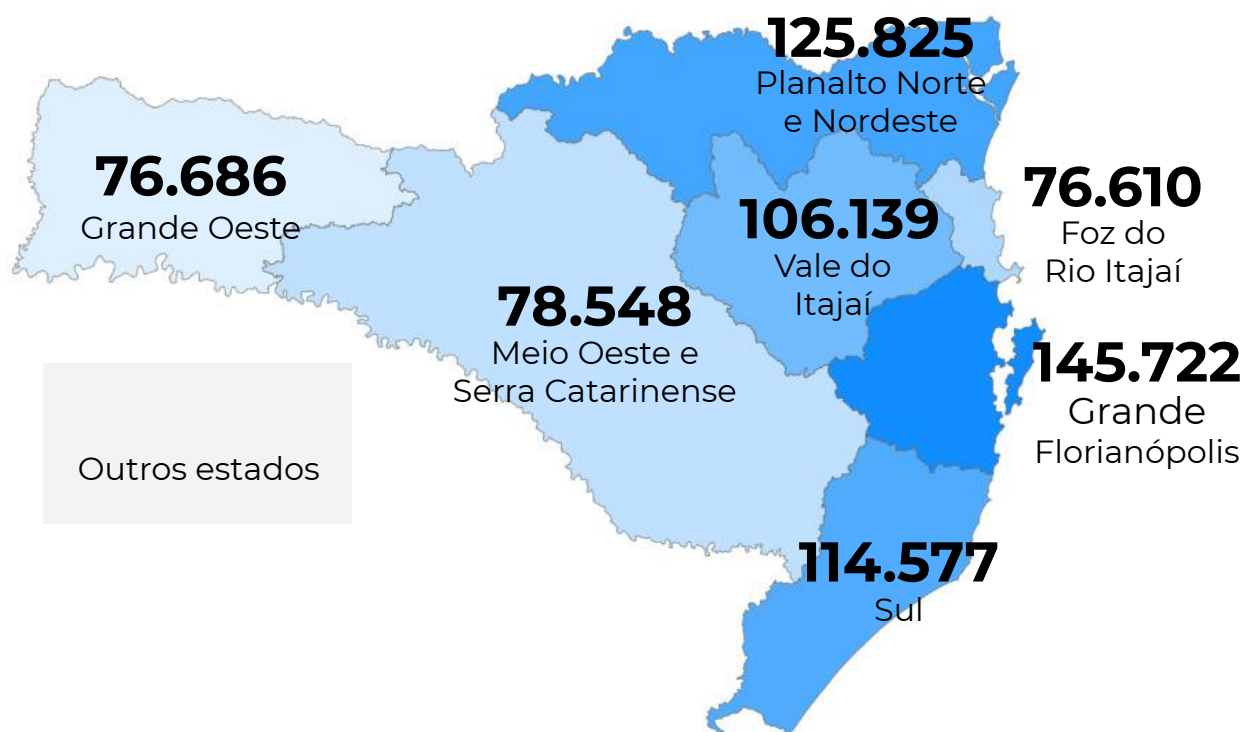 125.825
Planalto Norte
e Nordeste
76.686
Grande Oeste
106.139
Vale do
Itajaí
76.610
Foz do
Rio Itajaí
78.548
Meio Oeste e
Serra Catarinense
145.722
Grande
Florianópolis
Outros estados
114.577
Sul